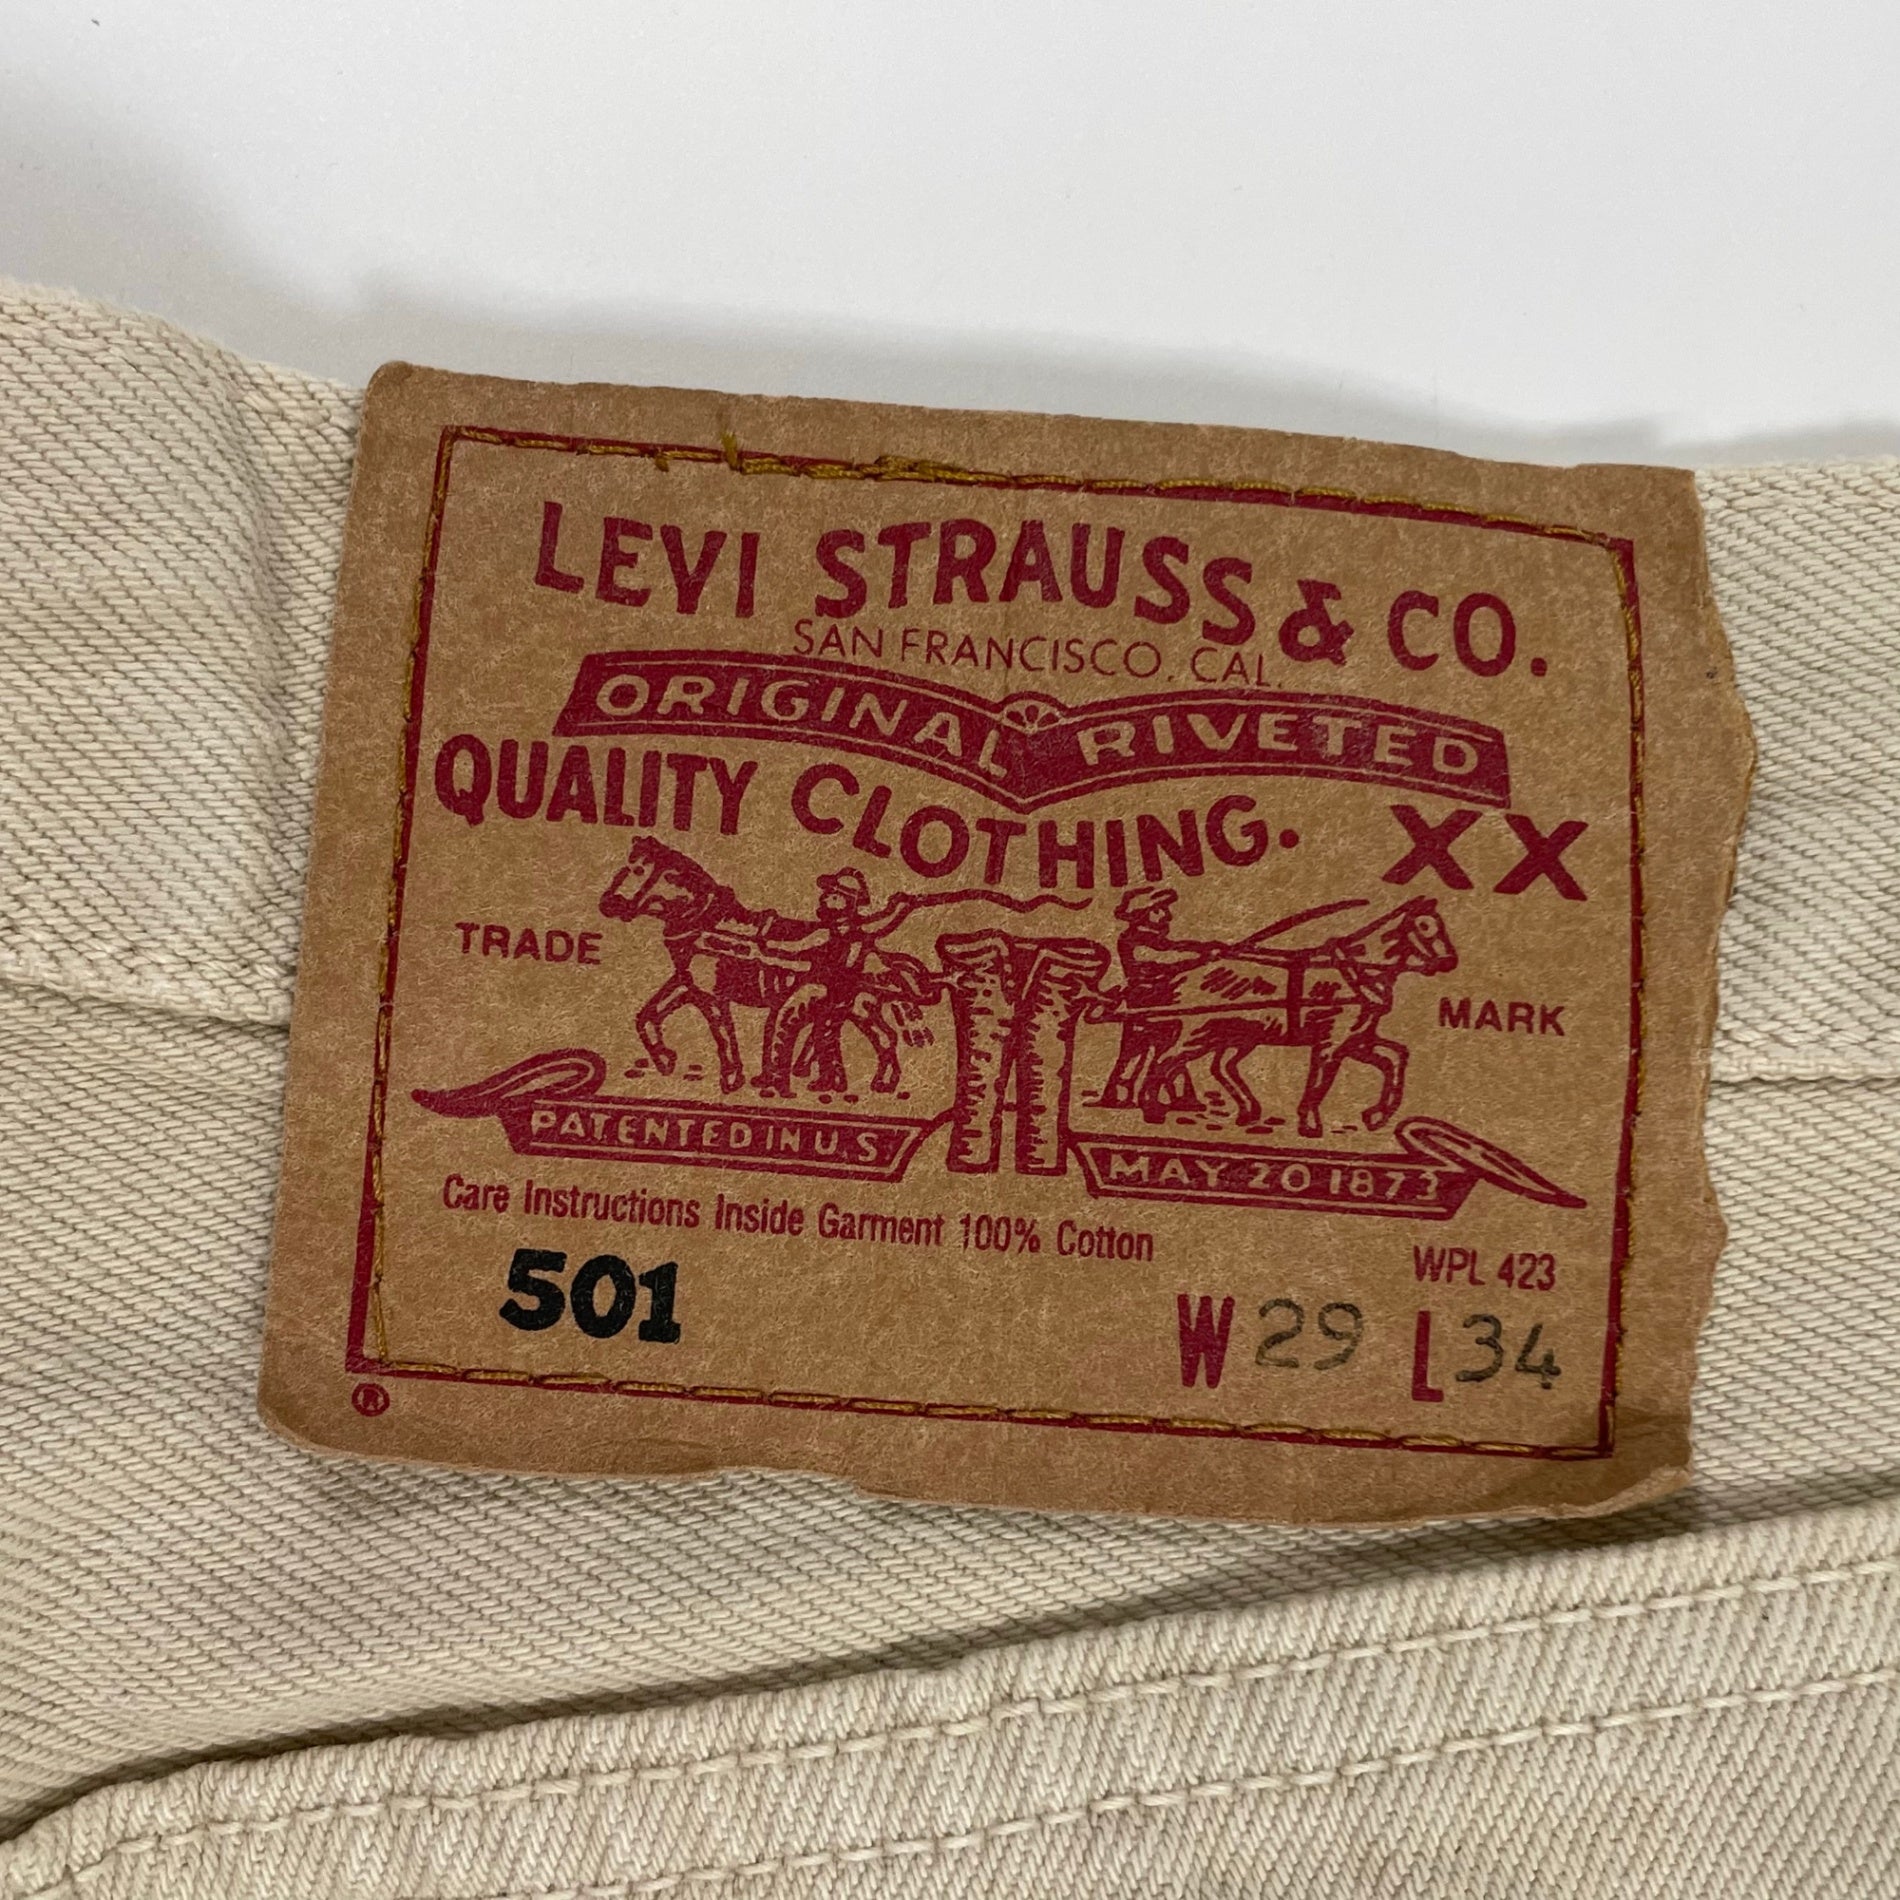 LEVI STRAUSS & CO.
SAN FRANCISCO, CAL.
ORIGINAL RIVETED
QUALITY CLOTHING. XX
TRADE MARK
PATENTED IN U.S
MAY 20 1873
Care Instructions Inside Garment 100% Cotton
WPL 423
501
W 29 L 34
®